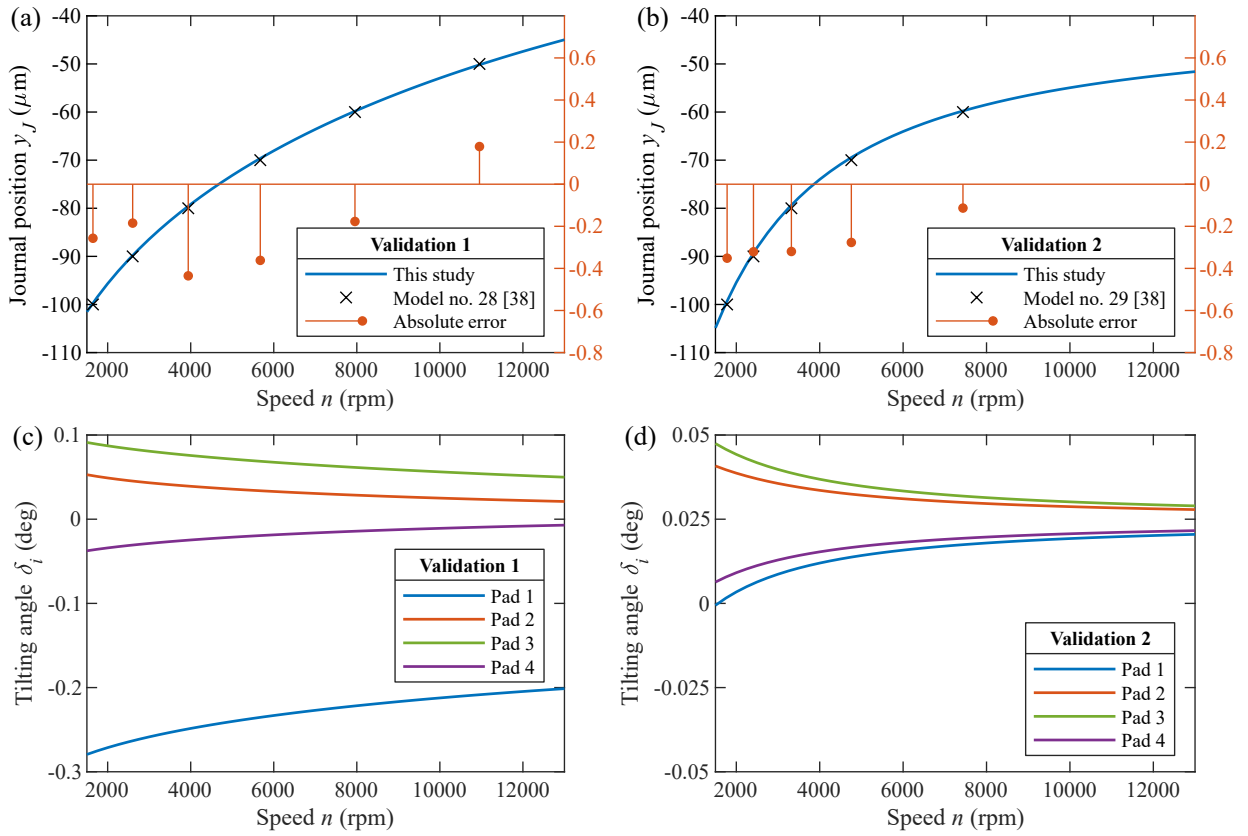 (a)
-40
-50
-60
-70
-80
-90
-100
-110
Journal position y_J (μm)
0.6
0.4
0.2
0
-0.2
-0.4
-0.6
-0.8
Validation 1
This study
Model no. 28 [38]
Absolute error
2000 4000 6000 8000 10000 12000
Speed n (rpm)
(b)
-40
-50
-60
-70
-80
-90
-100
-110
Journal position y_J (μm)
0.6
0.4
0.2
0
-0.2
-0.4
-0.6
-0.8
Validation 2
This study
Model no. 29 [38]
Absolute error
2000 4000 6000 8000 10000 12000
Speed n (rpm)
(c)
0.1
0
-0.1
-0.2
-0.3
Tilting angle δ_i (deg)
Validation 1
Pad 1
Pad 2
Pad 3
Pad 4
2000 4000 6000 8000 10000 12000
Speed n (rpm)
(d)
0.05
0.025
0
-0.025
-0.05
Tilting angle δ_i (deg)
Validation 2
Pad 1
Pad 2
Pad 3
Pad 4
2000 4000 6000 8000 10000 12000
Speed n (rpm)